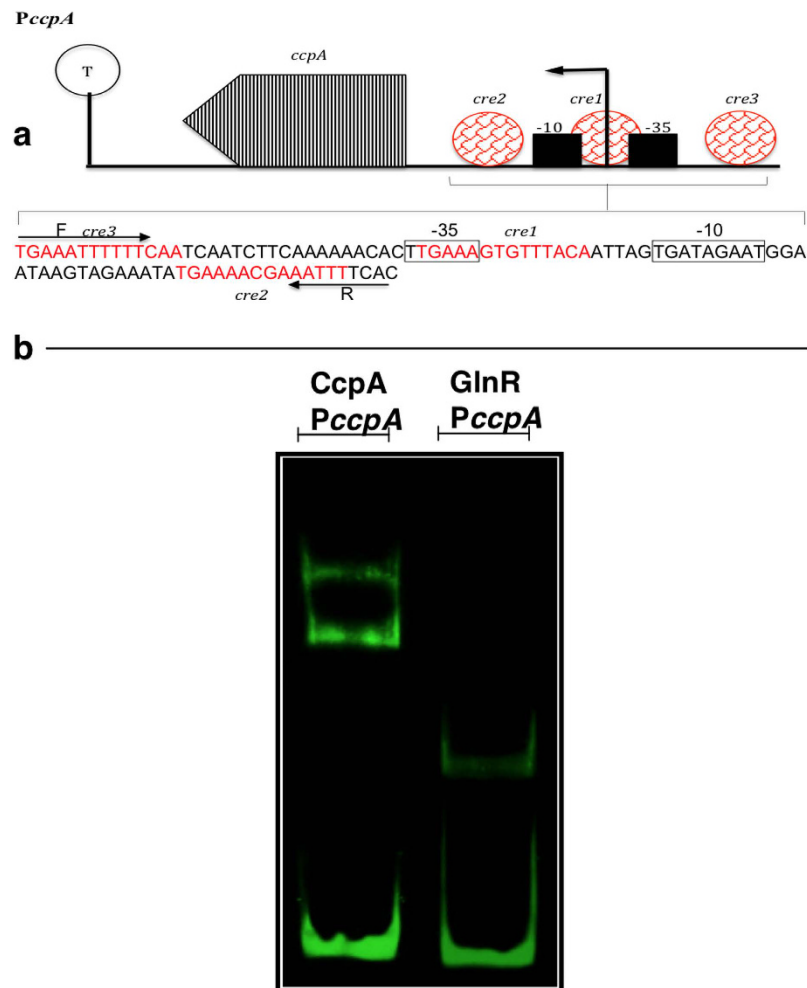 PccpA
T
ccpA
cre2
cre1
cre3
-10
-35
a
F cre3
-35
cre1
-10
TGAAATTTTTTCAATCAATCTTCAAAAAACACTTGAAAGTGTTTACAATTAGTGATAGAATGGA
ATAAGTAGAAATATGAAAACGAAATTTTCAC
cre2
R
b
CcpA
PccpA
GlnR
PccpA